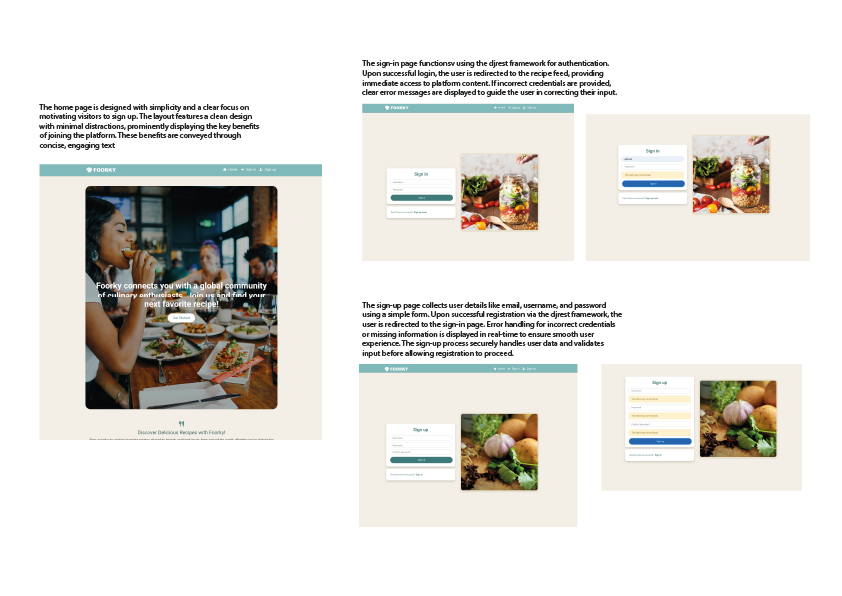 The home page is designed with simplicity and a clear focus on
motivating visitors to sign up. The layout features a clean design
with minimal distractions, prominently displaying the key benefits
of joining the platform. These benefits are conveyed through
concise, engaging text
FOORKY
Home
Sign in
Sign up
Foorky connects you with a global community
of culinary enthusiasts. Join us and find your
next favorite recipe!
Get Started
Discover Delicious Recipes with Foorky!
The sign-in page functionsv using the djrest framework for authentication.
Upon successful login, the user is redirected to the recipe feed, providing
immediate access to platform content. If incorrect credentials are provided,
clear error messages are displayed to guide the user in correcting their input.
FOORKY
Home
Sign in
Sign up
Sign in
Username
Password
Sign in
Sign in
The sign-up page collects user details like email, username, and password
using a simple form. Upon successful registration via the djrest framework, the
user is redirected to the sign-in page. Error handling for incorrect credentials
or missing information is displayed in real-time to ensure smooth user
experience. The sign-up process securely handles user data and validates
input before allowing registration to proceed.
FOORKY
Home
Sign in
Sign up
Sign up
Username
Password
Confirm password
Sign up
Sign up